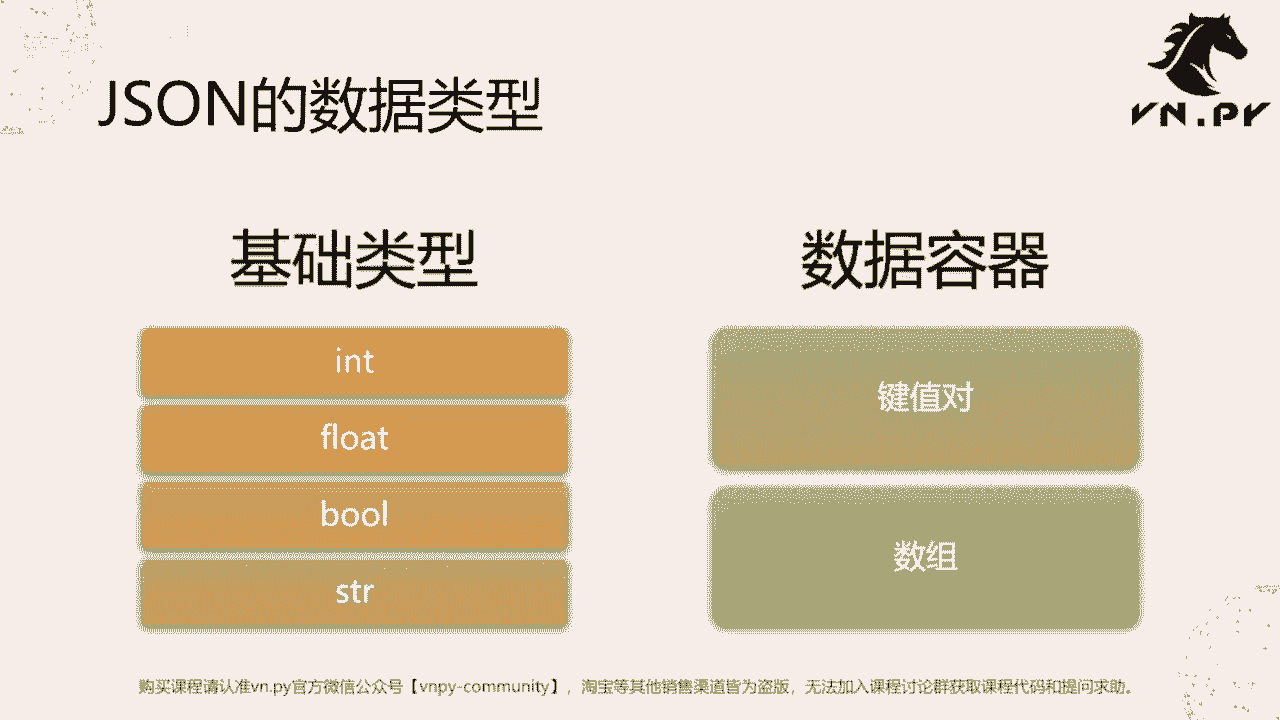 JSON的数据类型
VN.PY
基础类型
int
float
bool
str
数据容器
键值对
数组
购买课程请认准vn.py官方微信公众号【vnpy-community】，淘宝等其他销售渠道皆为盗版，无法加入课程讨论群获取课程代码和提问求助。